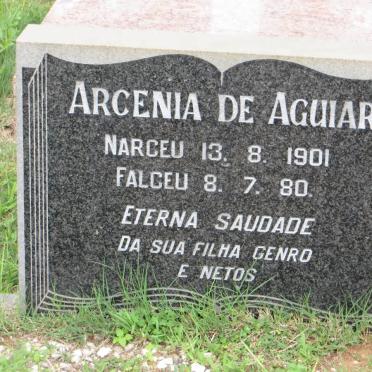 ARCENIA DE AGUIAR
NARCEU 13. 8. 1901
FALCEU 8. 7. 80.
ETERNA SAUDADE
DA SUA FILHA GENRO
E NETOS